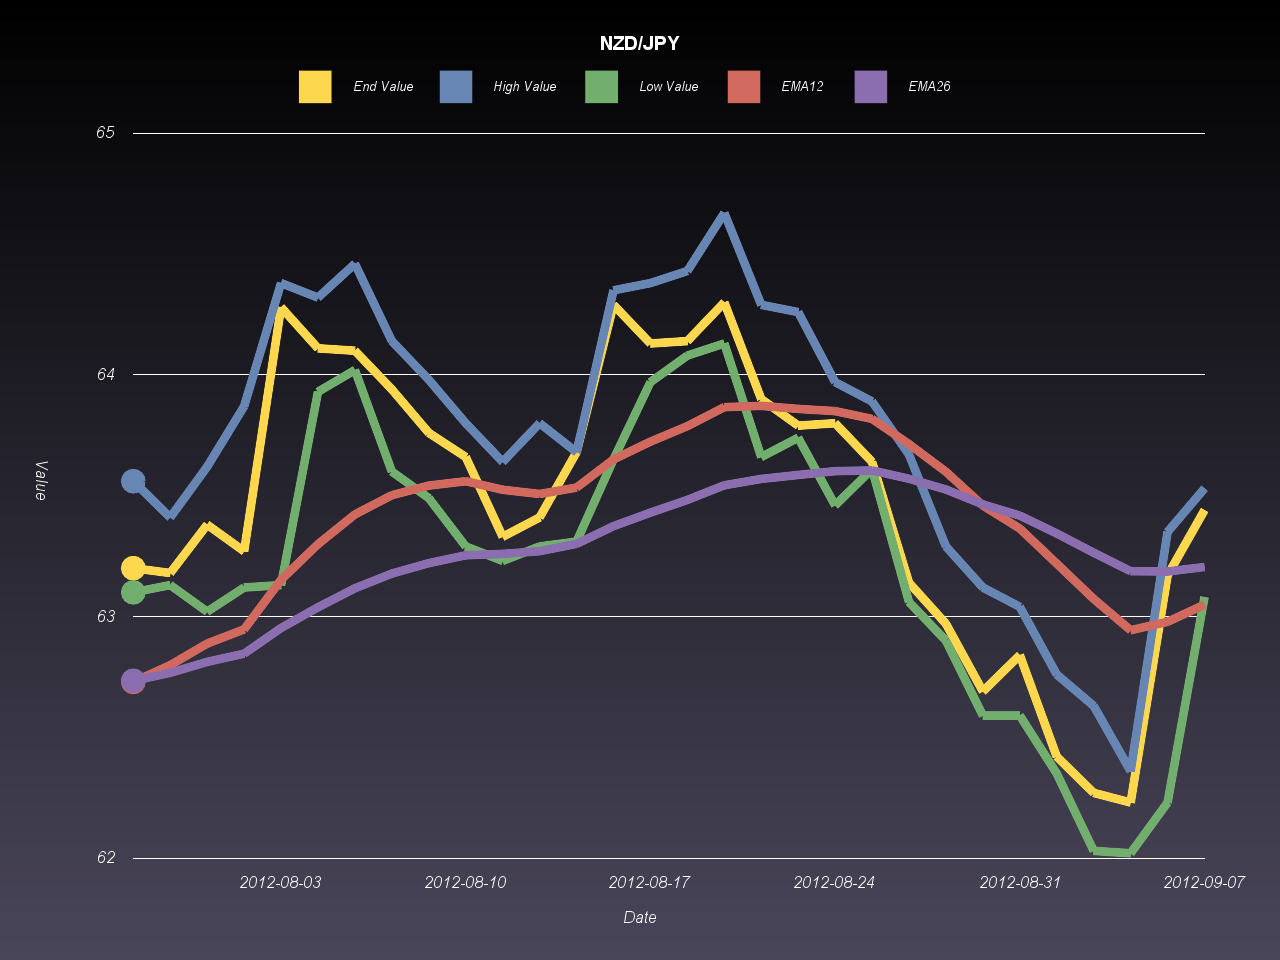 NZD/JPY
End Value High Value Low Value EMA12 EMA26
65
64
63
62
Value
2012-08-03 2012-08-10 2012-08-17 2012-08-24 2012-08-31 2012-09-07
Date